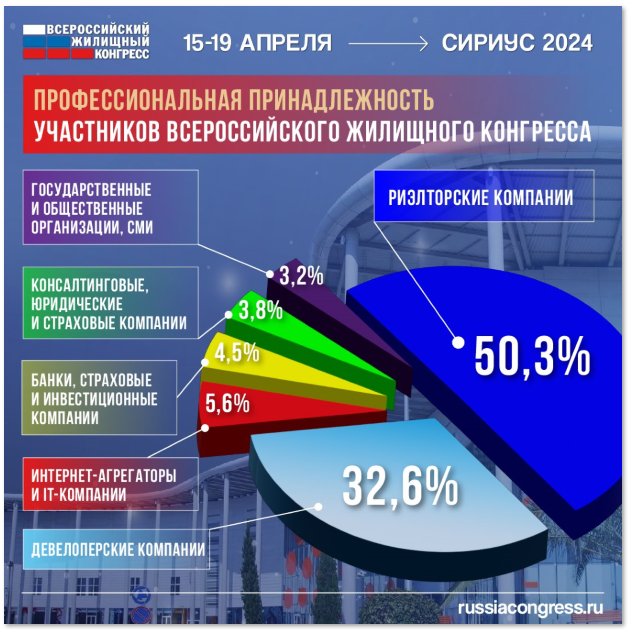 ВСЕРОССИЙСКИЙ
ЖИЛИЩНЫЙ
КОНГРЕСС
15-19 АПРЕЛЯ
СИРИУС 2024
ПРОФЕССИОНАЛЬНАЯ ПРИНАДЛЕЖНОСТЬ
УЧАСТНИКОВ ВСЕРОССИЙСКОГО ЖИЛИЩНОГО КОНГРЕССА
ГОСУДАРСТВЕННЫЕ
И ОБЩЕСТВЕННЫЕ
ОРГАНИЗАЦИИ, СМИ
РИЭЛТОРСКИЕ КОМПАНИИ
3,2%
КОНСАЛТИНГОВЫЕ,
ЮРИДИЧЕСКИЕ
И СТРАХОВЫЕ КОМПАНИИ
3,8%
50,3%
4,5%
БАНКИ, СТРАХОВЫЕ
И ИНВЕСТИЦИОННЫЕ
КОМПАНИИ
5,6%
ИНТЕРНЕТ-АГРЕГАТОРЫ
И IT-КОМПАНИИ
32,6%
ДЕВЕЛОПЕРСКИЕ КОМПАНИИ
russiacongress.ru